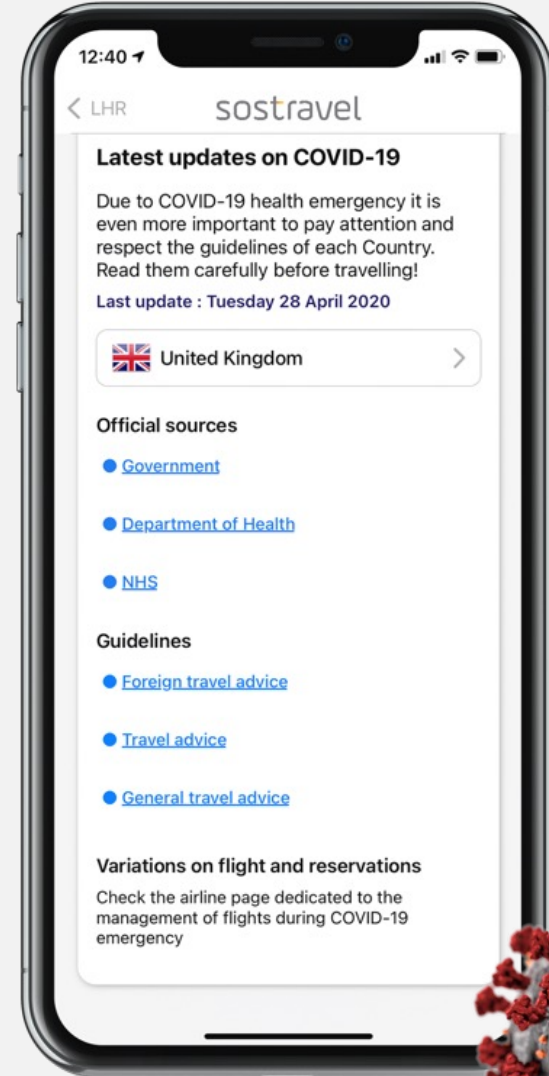 12:40
LHR
sostravel
Latest updates on COVID-19
Due to COVID-19 health emergency it is
even more important to pay attention and
respect the guidelines of each Country.
Read them carefully before travelling!
Last update : Tuesday 28 April 2020
United Kingdom
Official sources
Government
Department of Health
NHS
Guidelines
Foreign travel advice
Travel advice
General travel advice
Variations on flight and reservations
Check the airline page dedicated to the
management of flights during COVID-19
emergency